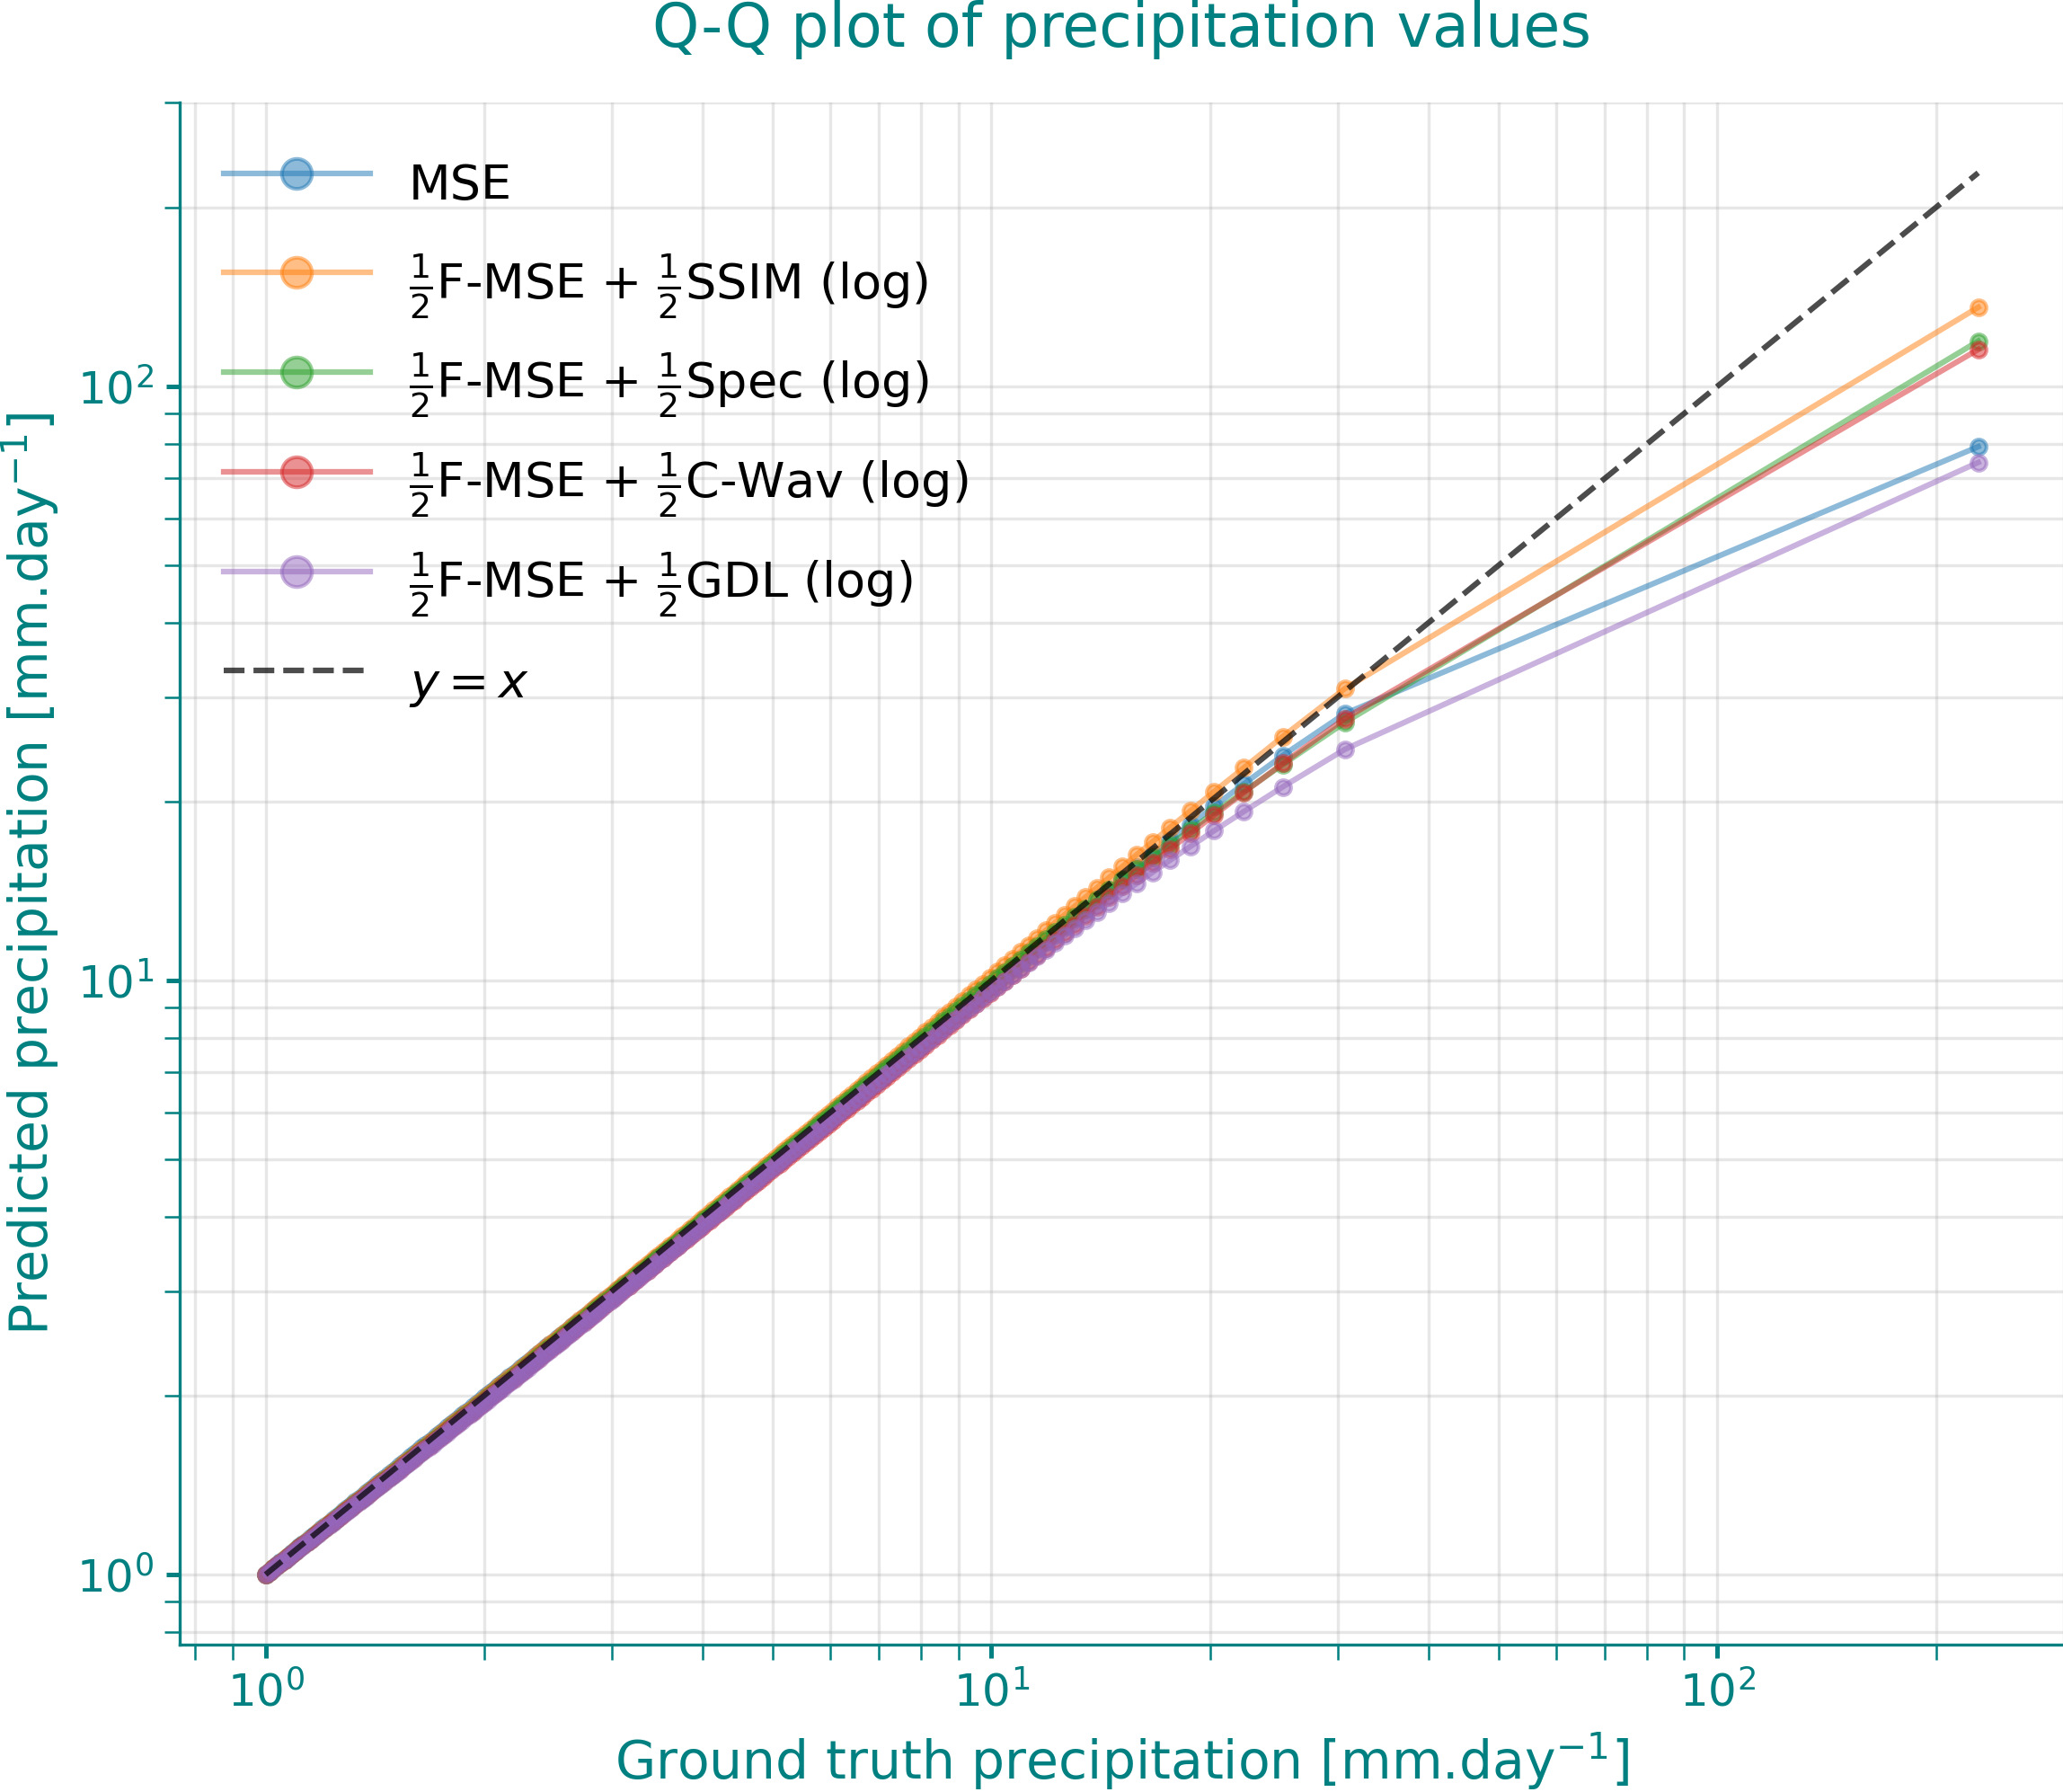 Q-Q plot of precipitation values
Predicted precipitation [mm.day⁻¹]
10²
10¹
10⁰
MSE
½F-MSE + ½SSIM (log)
½F-MSE + ½Spec (log)
½F-MSE + ½C-Wav (log)
½F-MSE + ½GDL (log)
y = x
10⁰ 10¹ 10²
Ground truth precipitation [mm.day⁻¹]